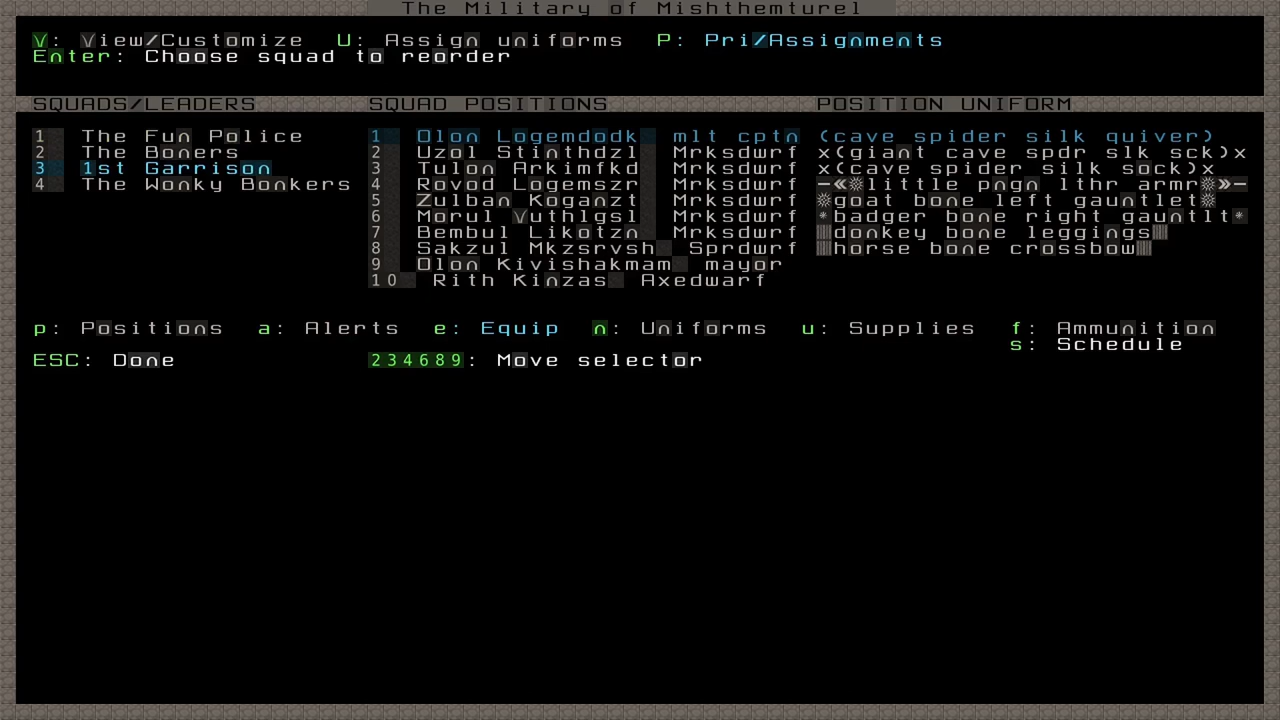 The Military of Mishthemturel
V: View/Customize U: Assign uniforms P: Pri/Assignments
Enter: Choose squad to reorder
SQUADS/LEADERS SQUAD POSITIONS POSITION UNIFORM
1 The Fun Police 1 Olon Logemdodk mlt cptn (cave spider silk quiver)
2 The Boners 2 Uzol Stinthdzl Mrksdwrf x(giant cave spdr slk sck)x
3 1st Garrison 3 Tulon Arkimfkd Mrksdwrf x(cave spider silk sock)x
4 The Wonky Bonkers 4 Rovod Logemszr Mrksdwrf -«☼little pngn lthr armr☼»-
5 Zulban Koganzt Mrksdwrf ☼goat bone left gauntlet☼
6 Morul Vuthlgsl Mrksdwrf *badger bone right gauntlt*
7 Bembul Likotzn Mrksdwrf ≡donkey bone leggings≡
8 Sakzul Mkzsrvsh Sprdwrf ≡horse bone crossbow≡
9 Olon Kivishakmam mayor
10 Rith Kinzas Axedwarf
p: Positions a: Alerts e: Equip n: Uniforms u: Supplies f: Ammunition
s: Schedule
ESC: Done 234689: Move selector